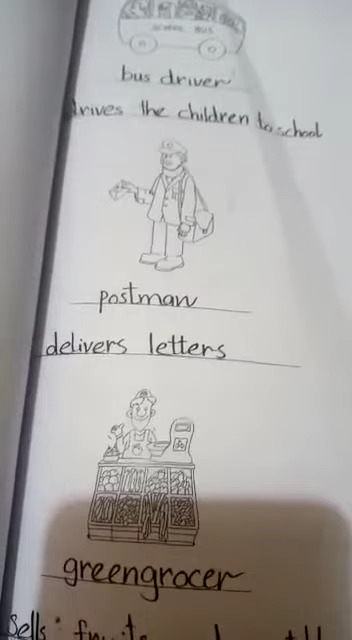 SCHOOL BUS
bus driver
drives the children to school
postman
delivers letters
greengrocer
Sells: fruits